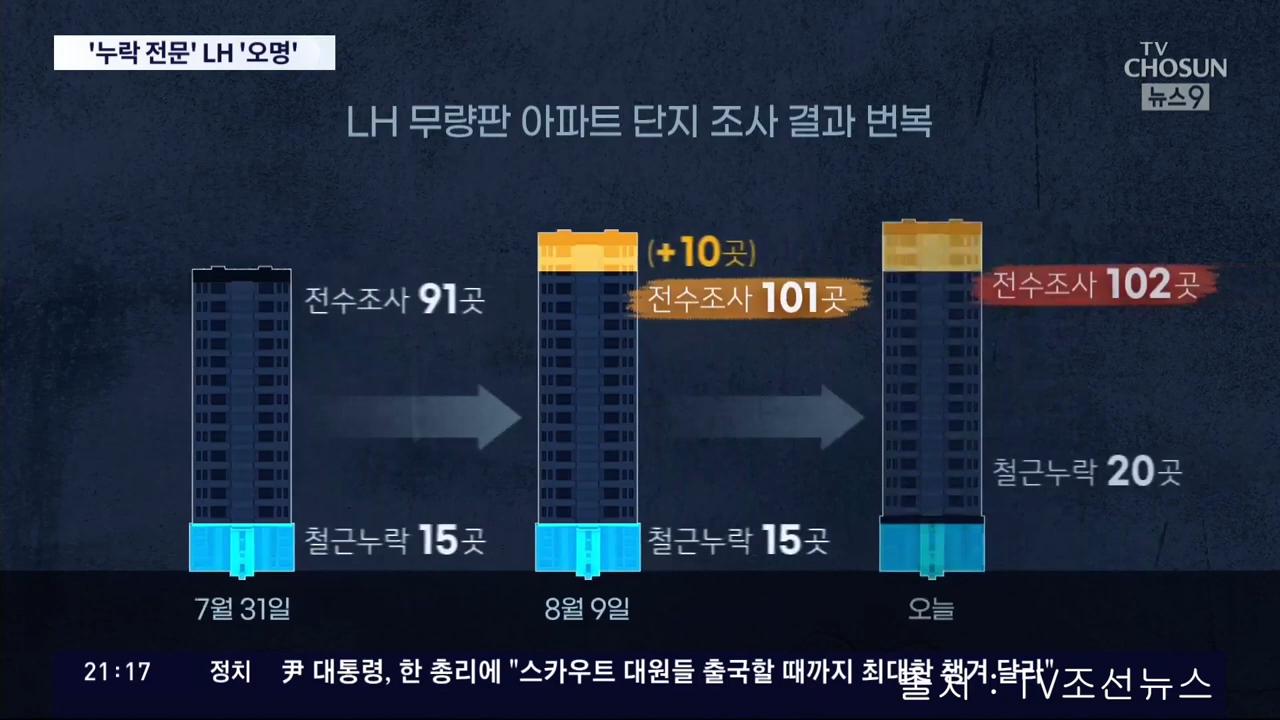 '누락 전문' LH '오명'
TV
CHOSUN
뉴스9
LH 무량판 아파트 단지 조사 결과 번복
(+10곳)
전수조사 91곳
전수조사 101곳
전수조사 102곳
철근누락 15곳
철근누락 15곳
철근누락 20곳
7월 31일
8월 9일
오늘
21:17 정치 尹 대통령, 한 총리에 "스카우트 대원들 출국할 때까지 최대한 챙겨 달라"
출처 : TV조선뉴스